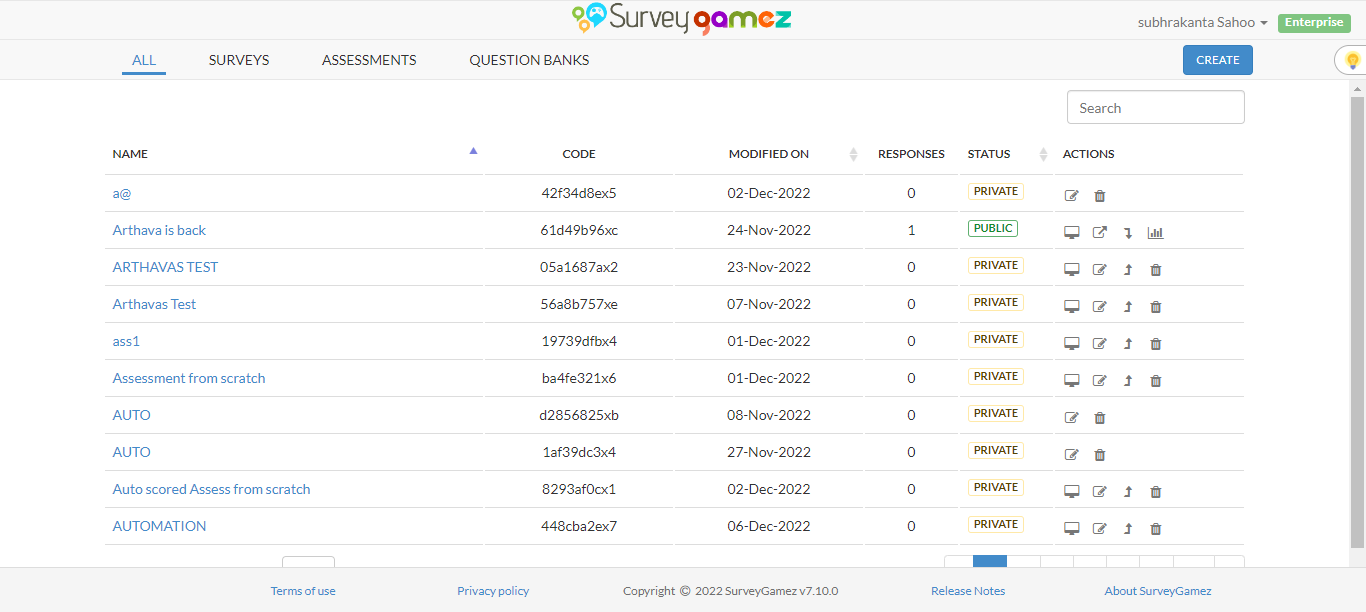 Survey gamez
subhrakanta Sahoo Enterprise
ALL SURVEYS ASSESSMENTS QUESTION BANKS CREATE
Search
NAME CODE MODIFIED ON RESPONSES STATUS ACTIONS
a@ 42f34d8ex5 02-Dec-2022 0 PRIVATE
Arthava is back 61d49b96xc 24-Nov-2022 1 PUBLIC
ARTHAVAS TEST 05a1687ax2 23-Nov-2022 0 PRIVATE
Arthavas Test 56a8b757xe 07-Nov-2022 0 PRIVATE
ass1 19739dfbx4 01-Dec-2022 0 PRIVATE
Assessment from scratch ba4fe321x6 01-Dec-2022 0 PRIVATE
AUTO d2856825xb 08-Nov-2022 0 PRIVATE
AUTO 1af39dc3x4 27-Nov-2022 0 PRIVATE
Auto scored Assess from scratch 8293af0cx1 02-Dec-2022 0 PRIVATE
AUTOMATION 448cba2ex7 06-Dec-2022 0 PRIVATE
Terms of use Privacy policy Copyright © 2022 SurveyGamez v7.10.0 Release Notes About SurveyGamez